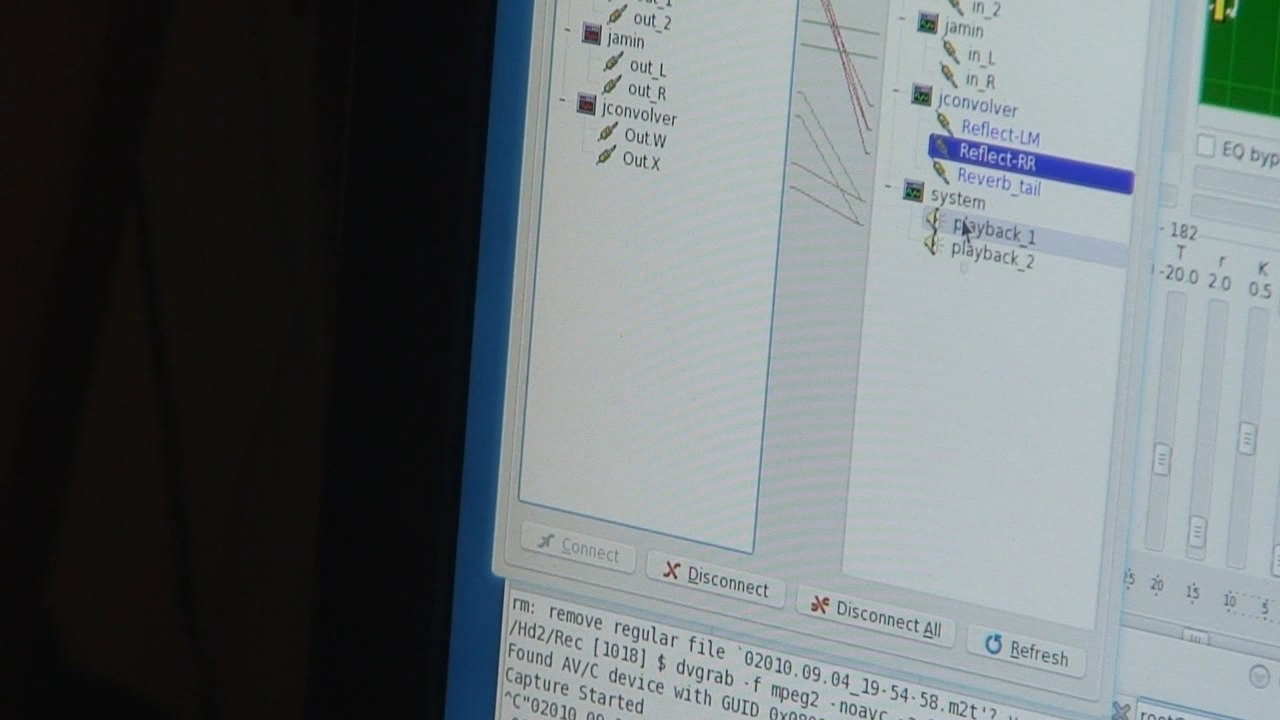 out_2
jamin
out_L
out_R
jconvolver
Out.W
Out.X
in_2
jamin
in_L
in_R
jconvolver
Reflect-LM
Reflect-RR
Reverb_tail
system
playback_1
playback_2
EQ byp
- 182
T r K
-20.0 2.0 0.5
20 15 10 5
Connect
Disconnect
Disconnect All
Refresh
rm: remove regular file `02010.09.04_19-54-58.m2t'?
/Hd2/Rec [1018] $ dvgrab -f mpeg2 -noavc
Found AV/C device with GUID
Capture Started